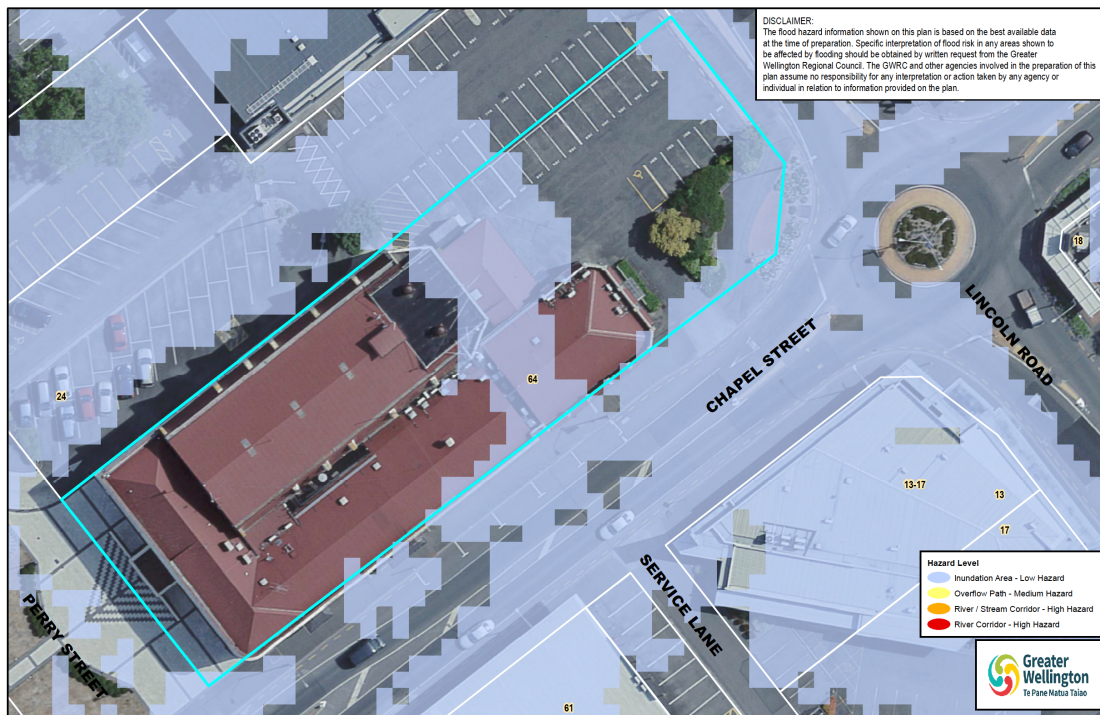 DISCLAIMER:
The flood hazard information shown on this plan is based on the best available data
at the time of preparation. Specific interpretation of flood risk in any areas shown to
be affected by flooding should be obtained by written request from the Greater
Wellington Regional Council. The GWRC and other agencies involved in the preparation of this
plan assume no responsibility for any interpretation or action taken by any agency or
individual in relation to information provided on the plan.
18
LINCOLN ROAD
CHAPEL STREET
64
24
13-17
13
17
SERVICE LANE
PERRY STREET
61
Hazard Level
Inundation Area - Low Hazard
Overflow Path - Medium Hazard
River / Stream Corridor - High Hazard
River Corridor - High Hazard
Greater
Wellington
Te Pane Matua Taiao